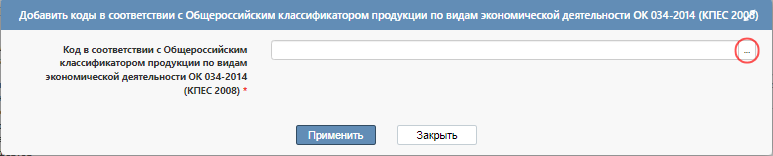 Добавить коды в соответствии с Общероссийским классификатором продукции по видам экономической деятельности ОК 034-2014 (КПЕС 2008)
Код в соответствии с Общероссийским
классификатором продукции по видам
экономической деятельности ОК 034-2014
(КПЕС 2008) *
...
Применить
Закрыть